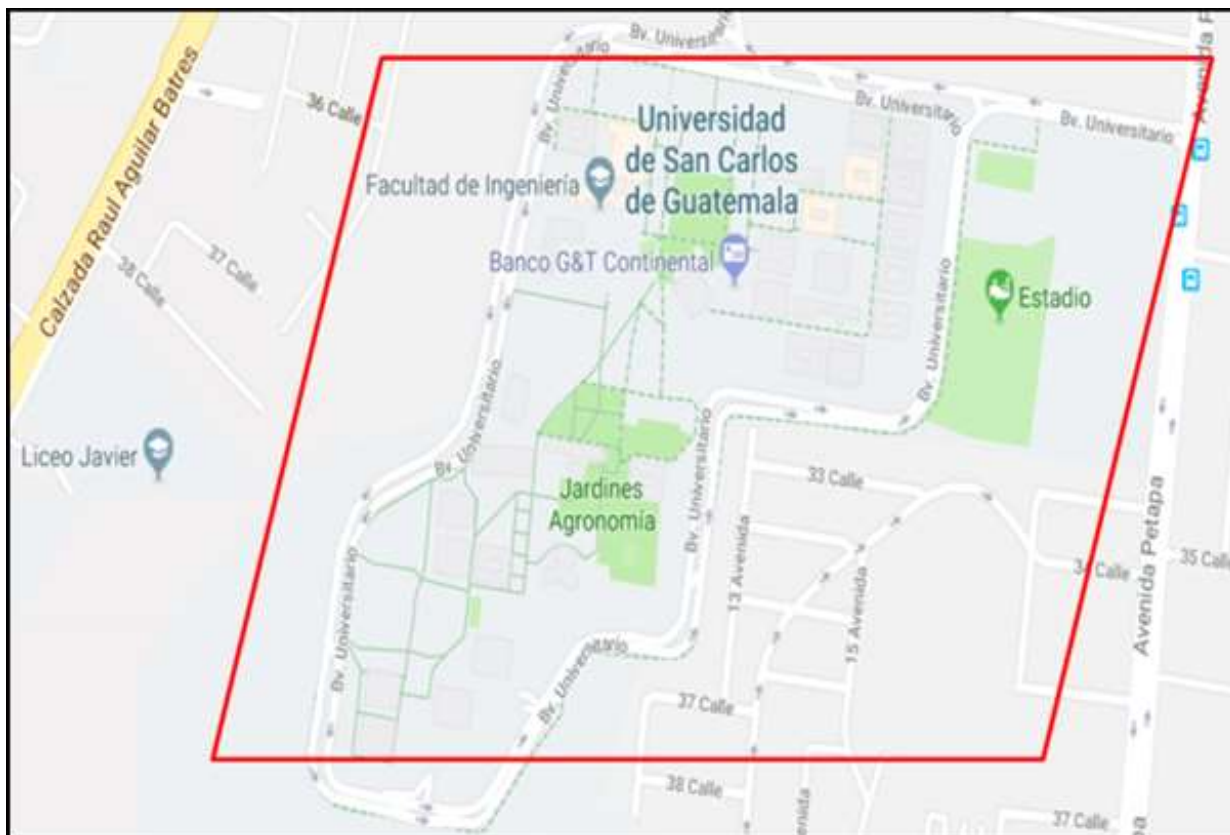 Bv. Universitario
Avenida P
Calzada Raul Aguilar Batres
36 Calle
Bv. Universitario
Bv. Universitario
Bv. Universitario
Universidad
de San Carlos
de Guatemala
Facultad de Ingeniería
37 Calle
38 Calle
Banco G&T Continental
Estadio
Bv. Universitario
Bv. Universitario
Liceo Javier
Bv. Universitario
Bv. Universitario
33 Calle
Jardines
Agronomía
13 Avenida
34 Calle
35 Calle
Avenida Petapa
Bv. Universitario
15 Avenida
Bv. Universitario
37 Calle
38 Calle
37 Calle